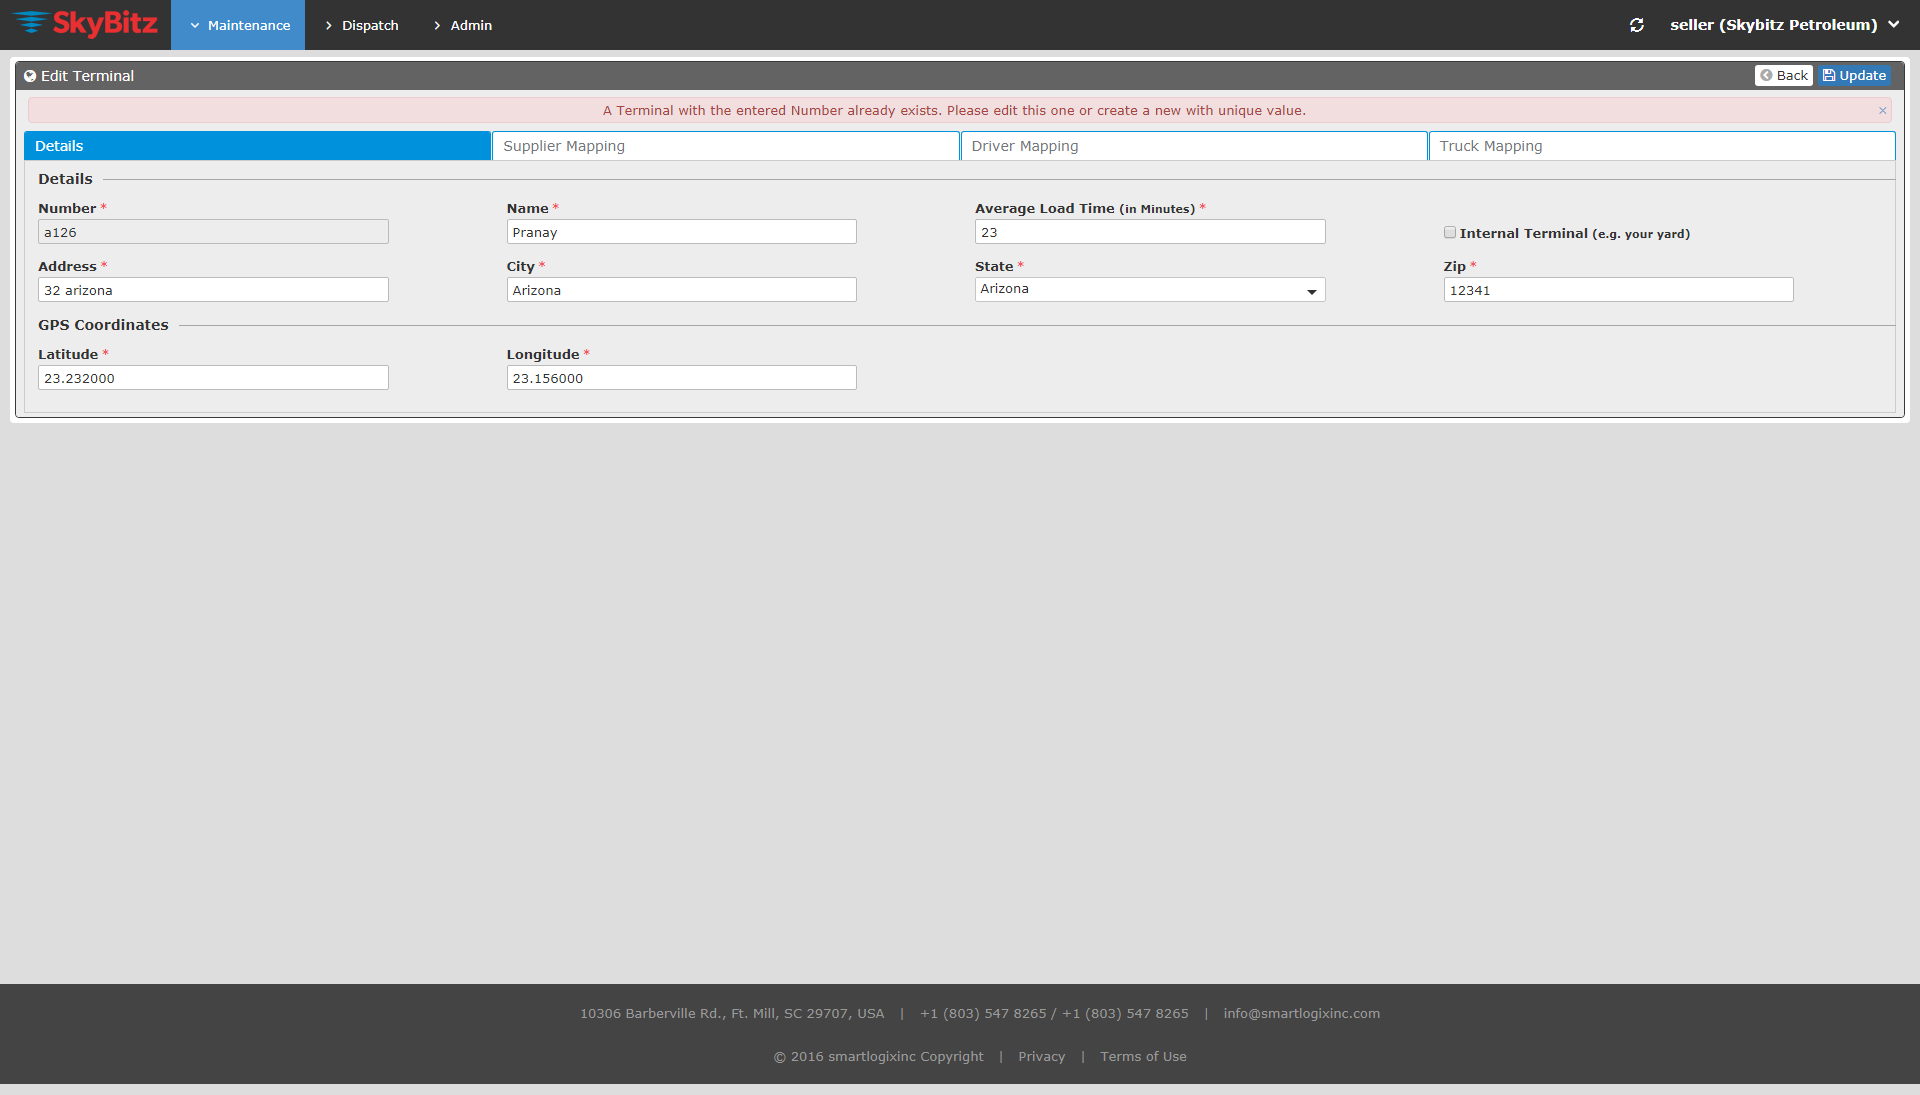 SkyBitz
Maintenance
Dispatch
Admin
seller (Skybitz Petroleum)
Edit Terminal
Back
Update
A Terminal with the entered Number already exists. Please edit this one or create a new with unique value.
×
Details
Supplier Mapping
Driver Mapping
Truck Mapping
Details
Number *
Name *
Average Load Time (in Minutes) *
a126
Pranay
23
Internal Terminal (e.g. your yard)
Address *
City *
State *
Zip *
32 arizona
Arizona
Arizona
12341
GPS Coordinates
Latitude *
Longitude *
23.232000
23.156000
10306 Barberville Rd., Ft. Mill, SC 29707, USA | +1 (803) 547 8265 / +1 (803) 547 8265 | info@smartlogixinc.com
© 2016 smartlogixinc Copyright | Privacy | Terms of Use